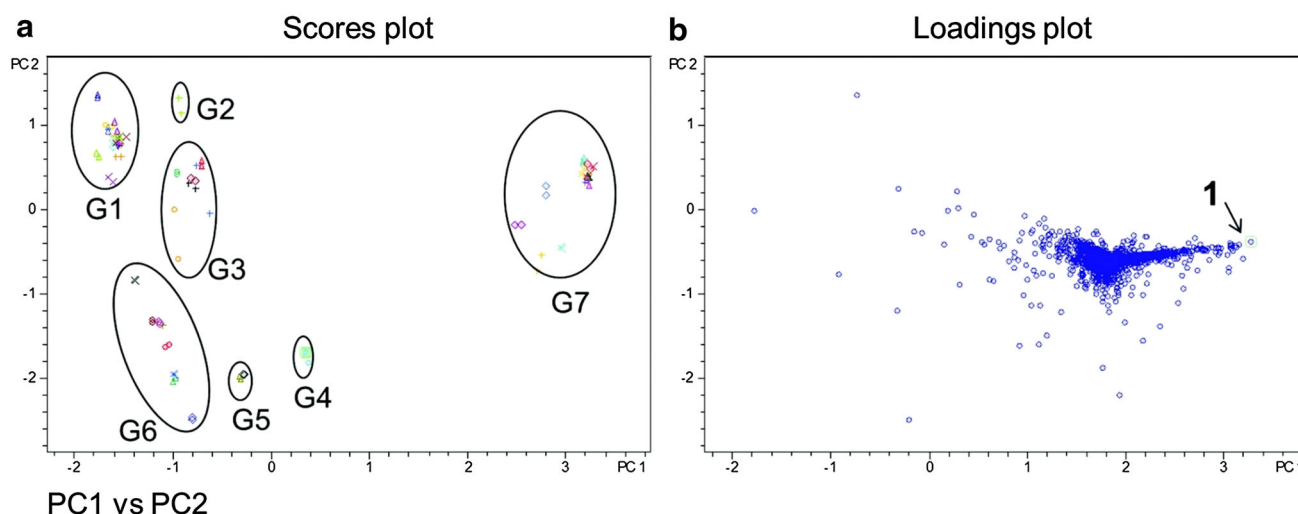 a Scores plot
PC 2
1
0
-1
-2
-2 -1 0 1 2 3 PC 1
G1
G2
G3
G4
G5
G6
G7
PC1 vs PC2
b Loadings plot
PC 2
1
0
-1
-2
-2 -1 0 1 2 3 PC
1